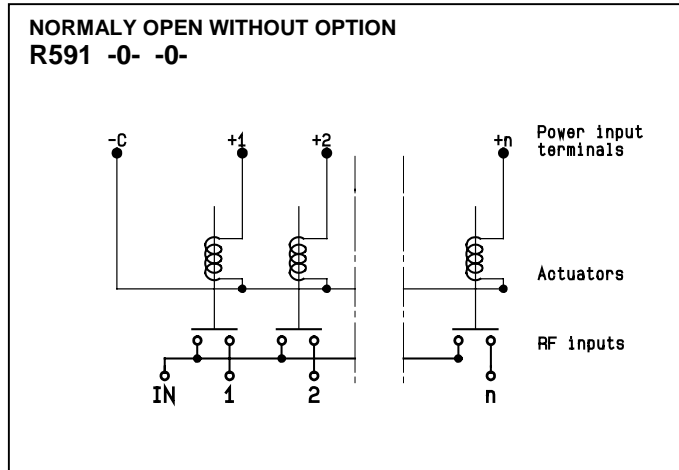 NORMALY OPEN WITHOUT OPTION
R591 -0- -0-
-C +1 +2 +n Power input
terminals
Actuators
RF inputs
IN 1 2 n